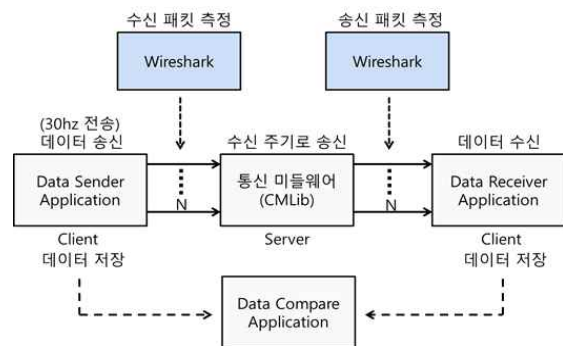 수신 패킷 측정
송신 패킷 측정
Wireshark
Wireshark
(30hz 전송)
데이터 송신
수신 주기로 송신
데이터 수신
Data Sender
Application
N
통신 미들웨어
(CMLib)
N
Data Receiver
Application
Client
데이터 저장
Server
Client
데이터 저장
Data Compare
Application